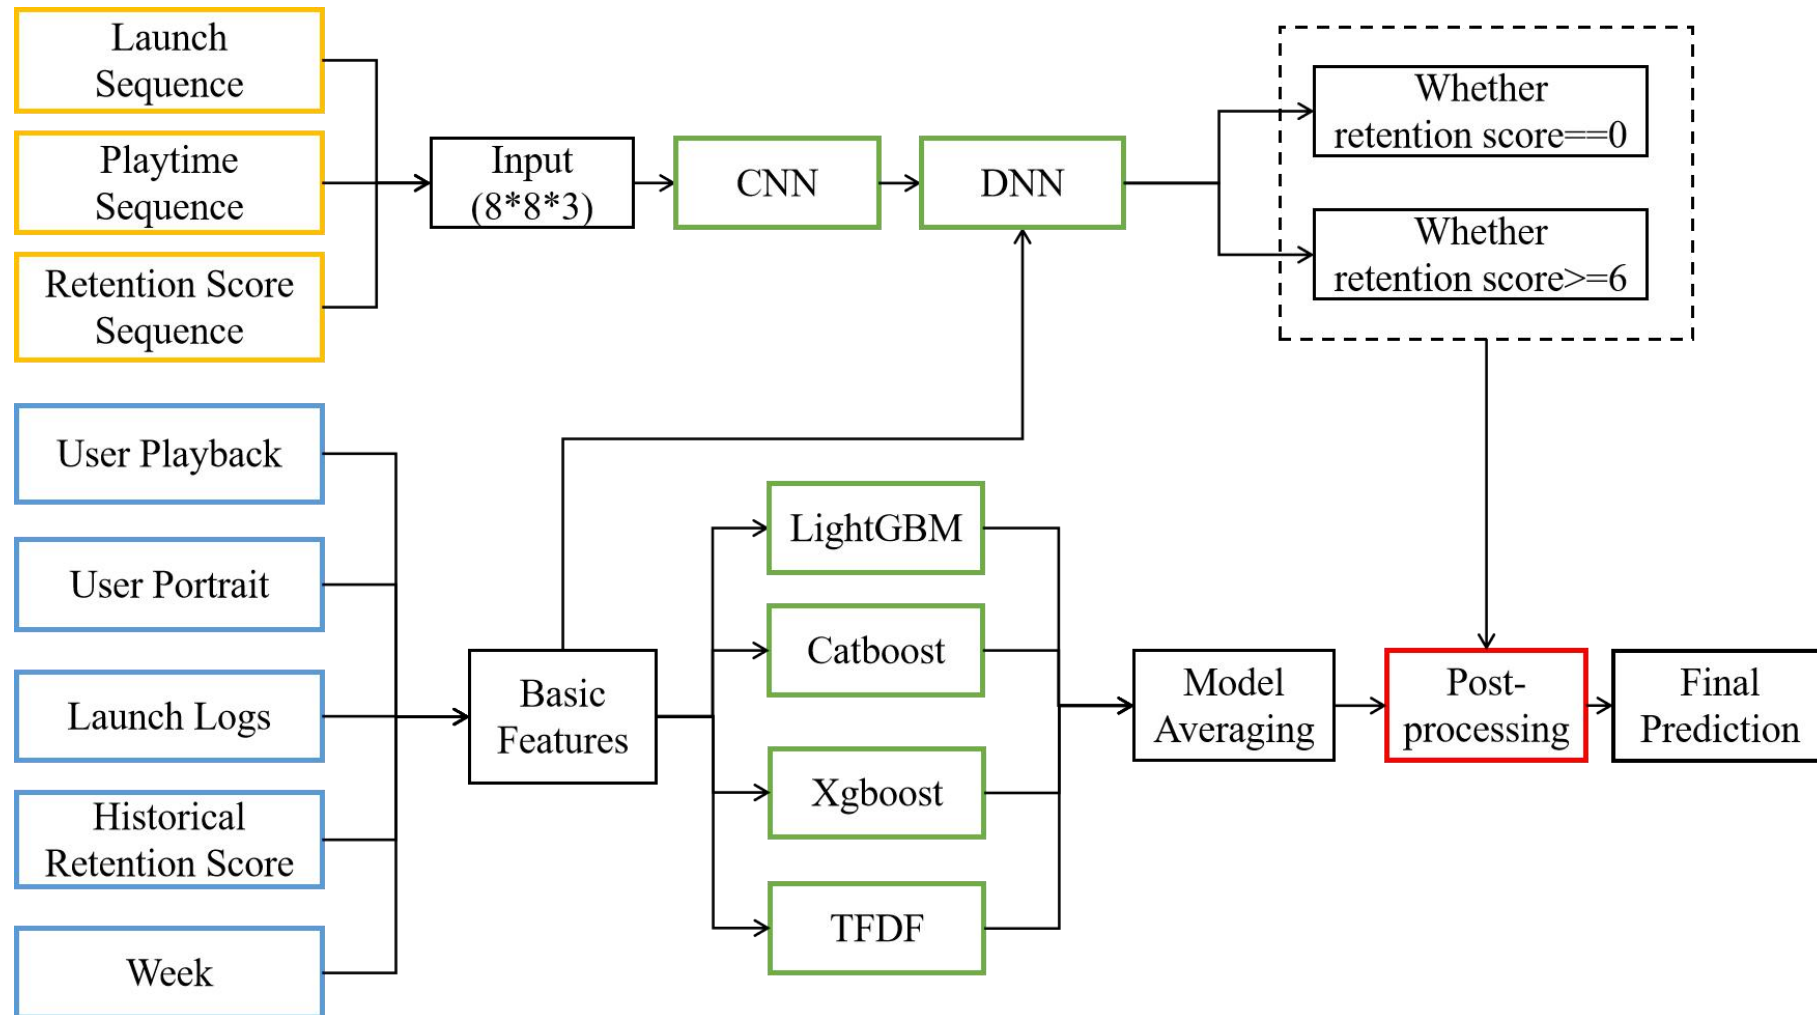 Launch
Sequence
Playtime
Sequence
Retention Score
Sequence
Input
(8*8*3)
CNN
DNN
Whether
retention score==0
Whether
retention score>=6
User Playback
User Portrait
Launch Logs
Historical
Retention Score
Week
Basic
Features
LightGBM
Catboost
Xgboost
TFDF
Model
Averaging
Post-
processing
Final
Prediction